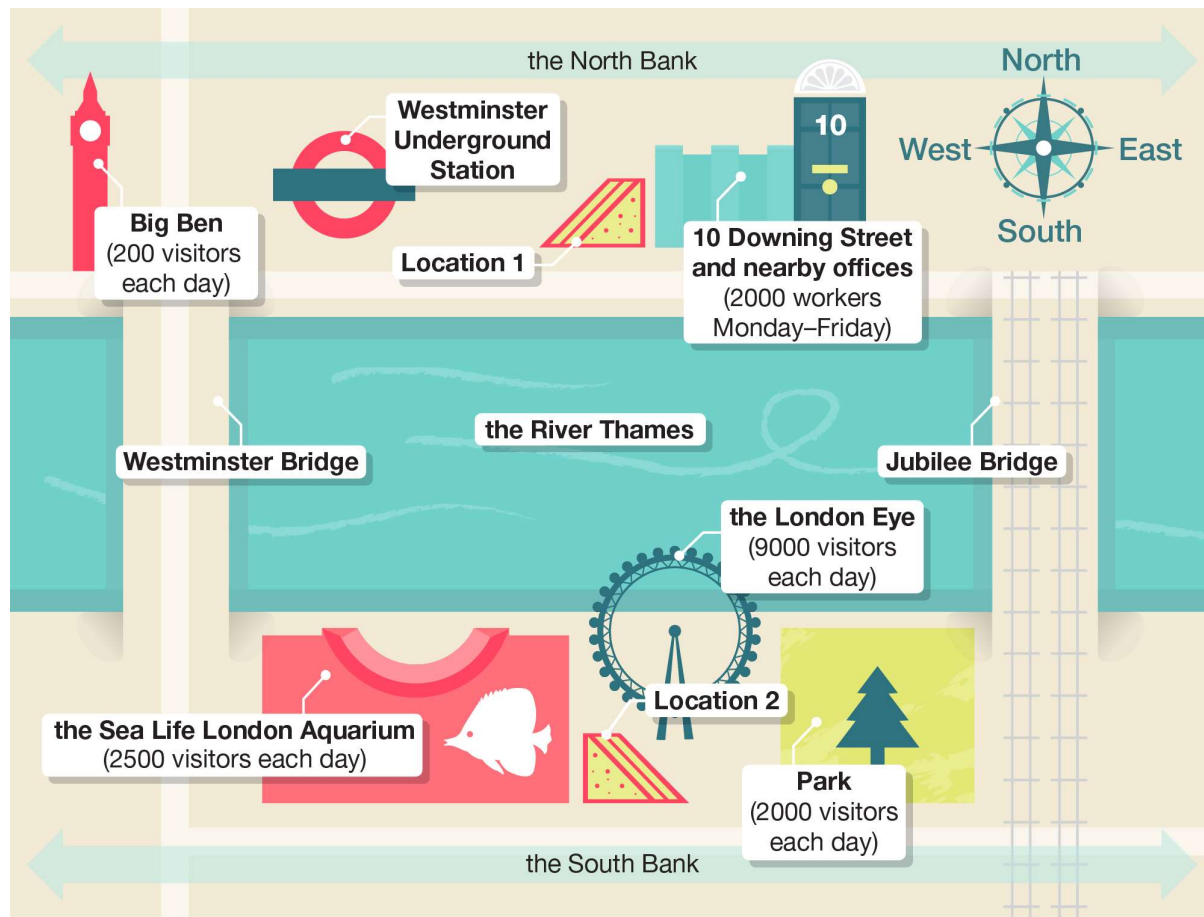 the North Bank
North
West
East
South
Westminster
Underground
Station
10
Big Ben
(200 visitors
each day)
Location 1
10 Downing Street
and nearby offices
(2000 workers
Monday–Friday)
the River Thames
Westminster Bridge
Jubilee Bridge
the London Eye
(9000 visitors
each day)
Location 2
the Sea Life London Aquarium
(2500 visitors each day)
Park
(2000 visitors
each day)
the South Bank